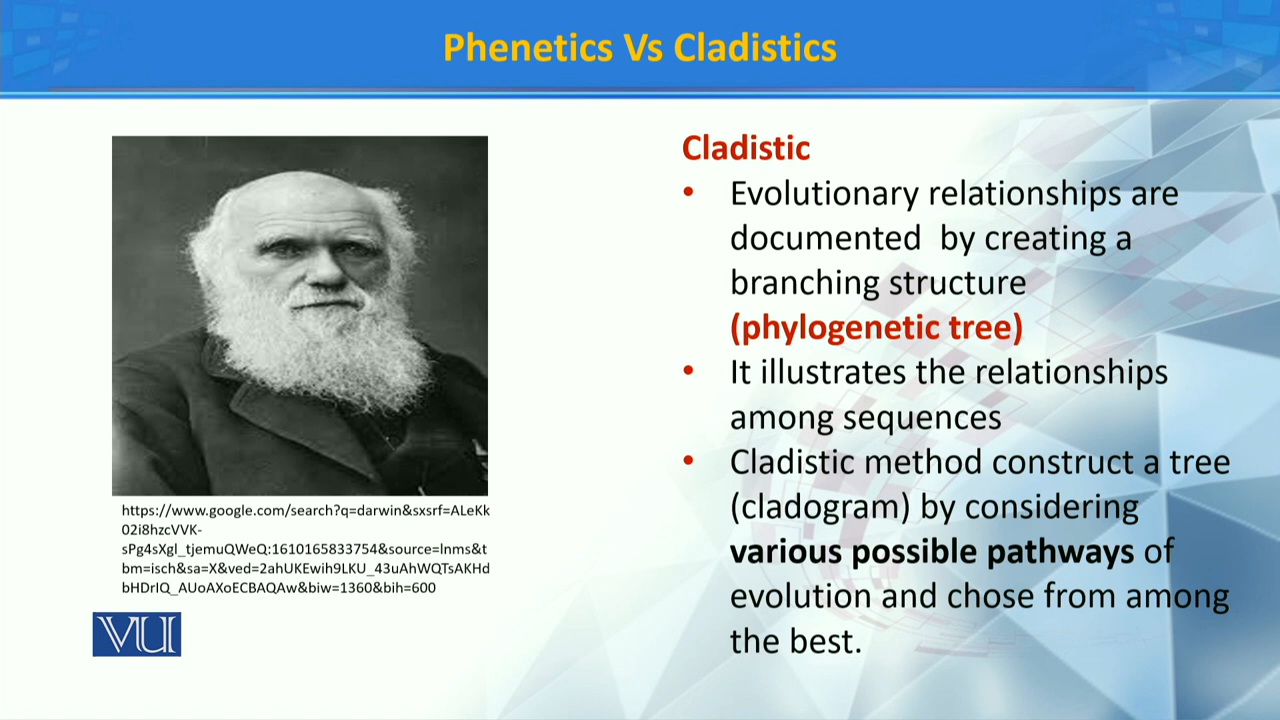 Phenetics Vs Cladistics
Cladistic
• Evolutionary relationships are
documented by creating a
branching structure
(phylogenetic tree)
• It illustrates the relationships
among sequences
• Cladistic method construct a tree
(cladogram) by considering
various possible pathways of
evolution and chose from among
the best.
https://www.google.com/search?q=darwin&sxsrf=ALeKk
02i8hzcVVK-
sPg4sXgl_tjemuQWeQ:1610165833754&source=lnms&t
bm=isch&sa=X&ved=2ahUKEwih9LKU_43uAhWQTsAKHd
bHDrIQ_AUoAXoECBAQAw&biw=1360&bih=600
VU